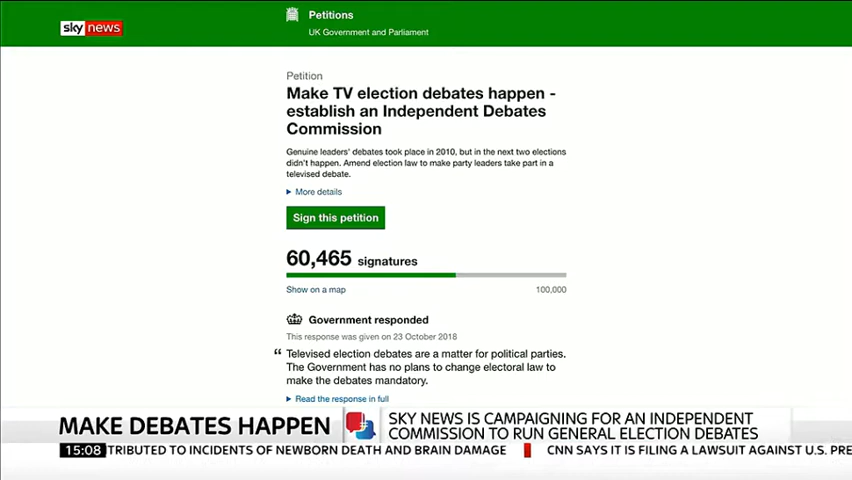 Petitions
sky news
UK Government and Parliament
Petition
Make TV election debates happen -
establish an Independent Debates
Commission
Genuine leaders' debates took place in 2010, but in the next two elections
didn't happen. Amend election law to make party leaders take part in a
televised debate.
More details
Sign this petition
60,465 signatures
Show on a map
100,000
Government responded
This response was given on 23 October 2018
“ Televised election debates are a matter for political parties.
The Government has no plans to change electoral law to
make the debates mandatory.
Read the response in full
MAKE DEBATES HAPPEN
#
SKY NEWS IS CAMPAIGNING FOR AN INDEPENDENT
COMMISSION TO RUN GENERAL ELECTION DEBATES
15:08 TRIBUTED TO INCIDENTS OF NEWBORN DEATH AND BRAIN DAMAGE CNN SAYS IT IS FILING A LAWSUIT AGAINST U.S. PRE